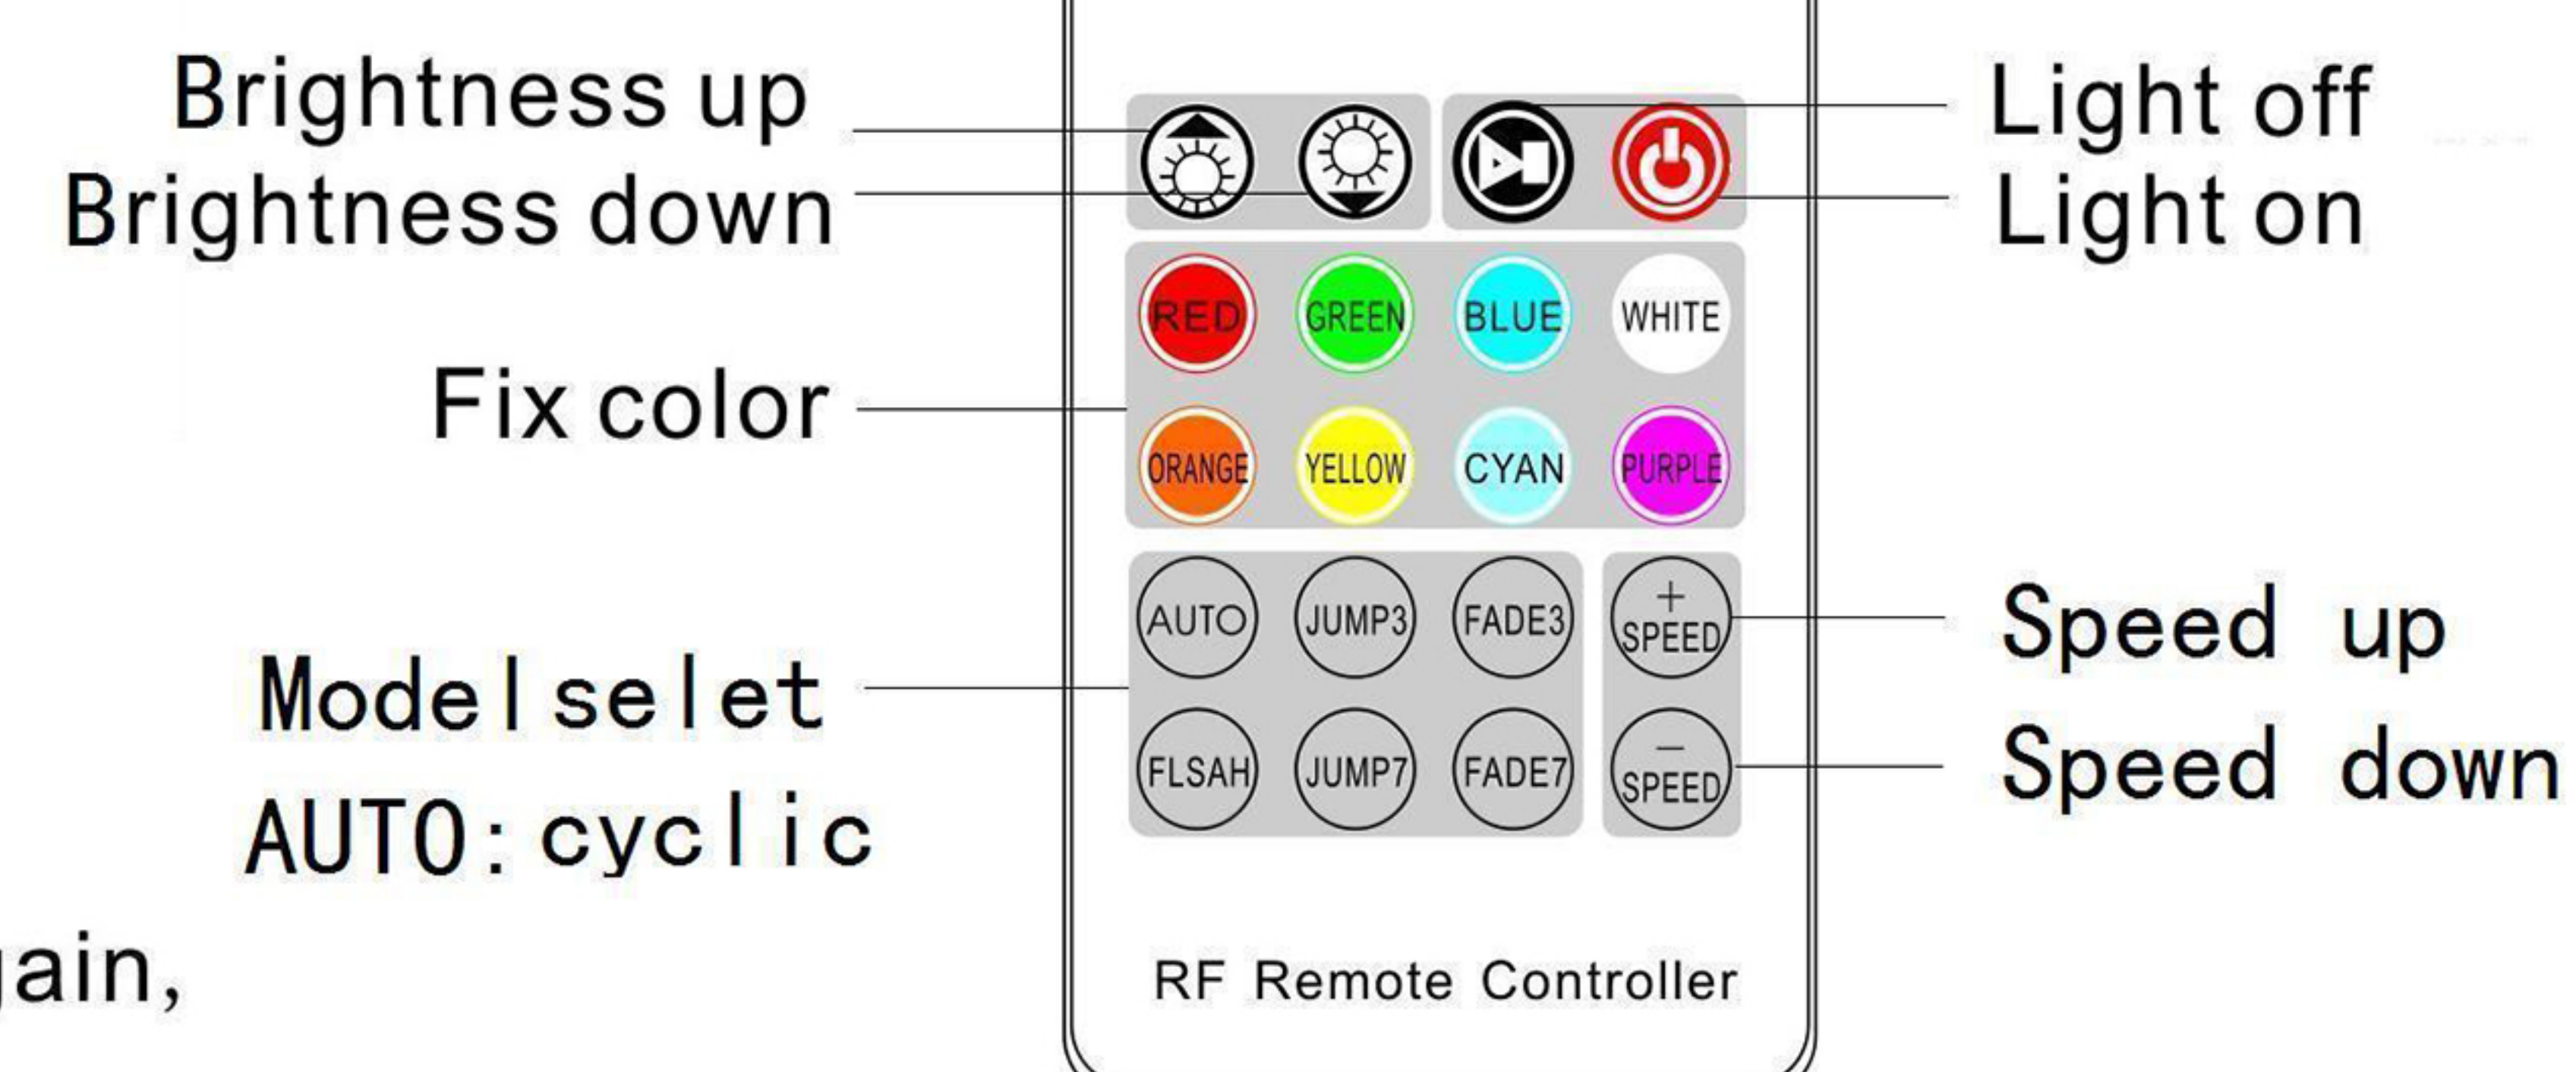 Brightness up
Brightness down
Fix color
Model selet
AUTO: cyclic
gain,
RED GREEN BLUE WHITE
ORANGE YELLOW CYAN PURPLE
AUTO JUMP3 FADE3 + SPEED
FLSAH JUMP7 FADE7 − SPEED
RF Remote Controller
Light off
Light on
Speed up
Speed down